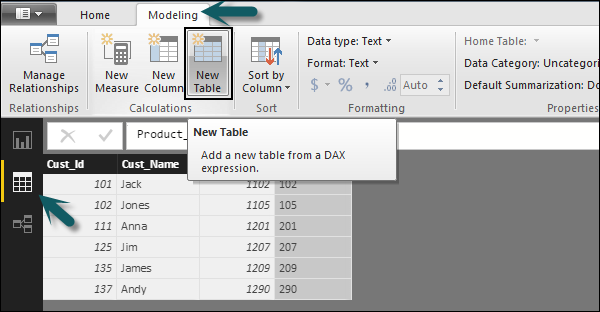 Home Modeling
Manage
Relationships
New
Measure
New
Column
New
Table
Sort by
Column
Data type: Text
Format: Text
$ % , .00 Auto
Home Table:
Data Category: Uncategori
Default Summarization: Do
Relationships Calculations Sort Formatting Properties
Product_
New Table
Add a new table from a DAX
expression.
Cust_Id Cust_Name
101 Jack 1102 102
102 Jones 1105 105
111 Anna 1201 201
125 Jim 1207 207
135 James 1209 209
137 Andy 1290 290